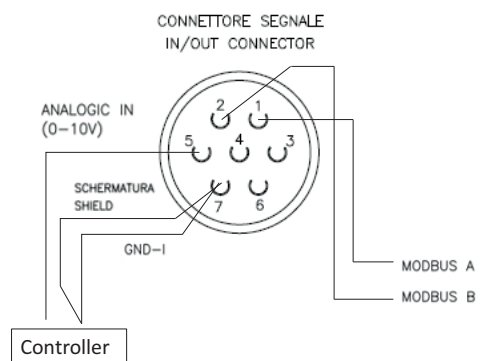 CONNETTORE SEGNALE
IN/OUT CONNECTOR
ANALOGIC IN
(0-10V)
2
1
5
4
3
SCHERMATURA
SHIELD
7
6
GND-I
MODBUS A
MODBUS B
Controller